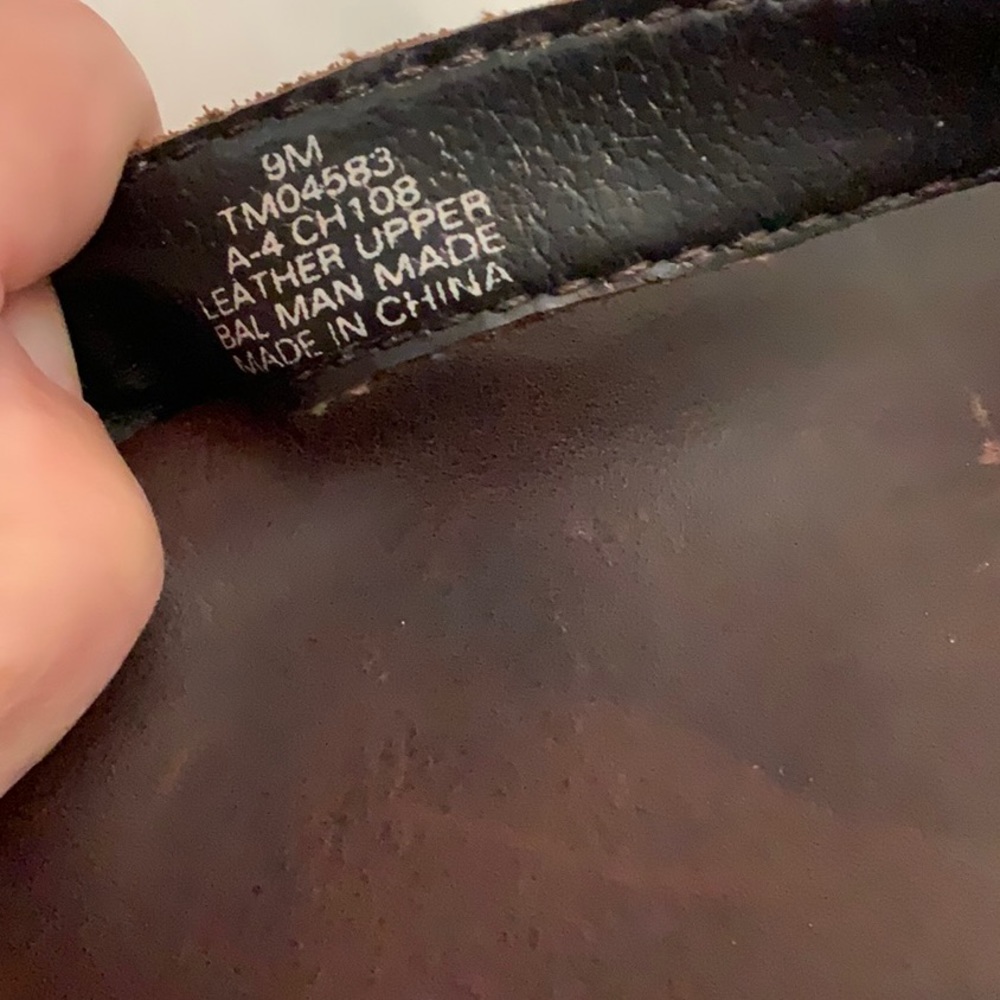 9M
TM04583
A-4 CH108
LEATHER UPPER
BAL MAN MADE
MADE IN CHINA